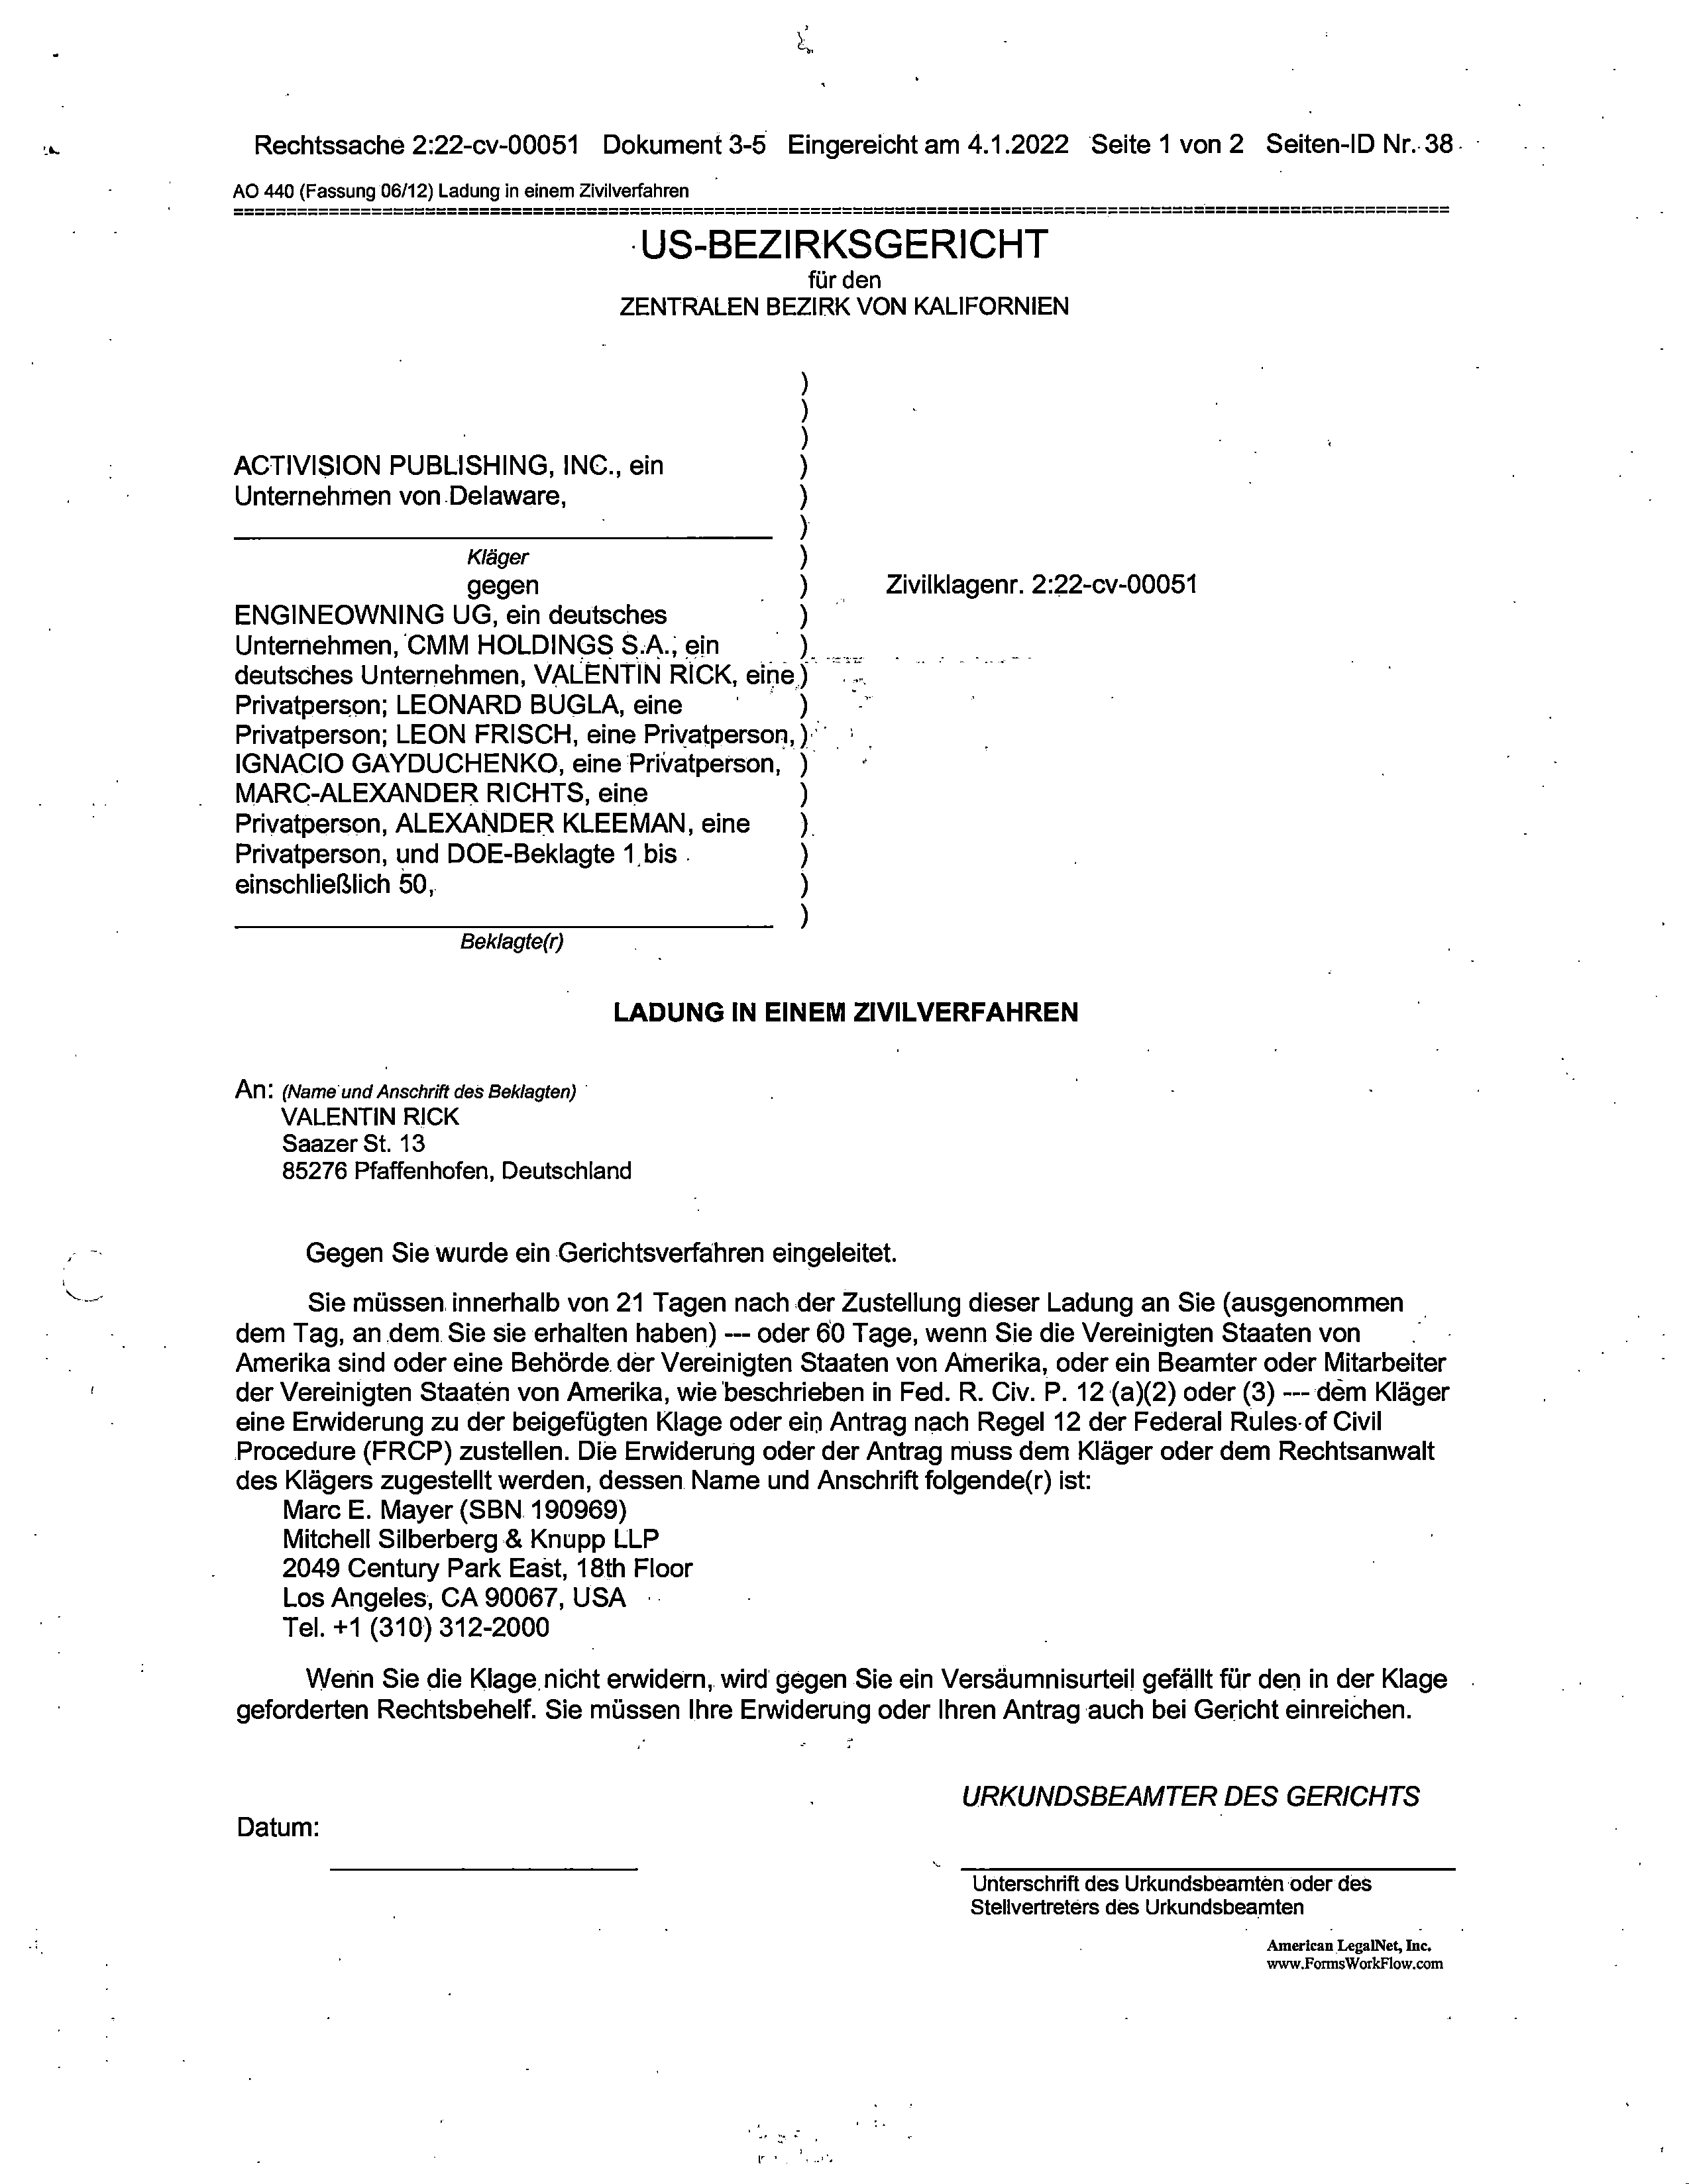 Rechtssache 2:22-cv-00051 Dokument 3-5 Eingereicht am 4.1.2022 Seite 1 von 2 Seiten-ID Nr. 38
AO 440 (Fassung 06/12) Ladung in einem Zivilverfahren
US-BEZIRKSGERICHT
für den
ZENTRALEN BEZIRK VON KALIFORNIEN
)
)
)
ACTIVISION PUBLISHING, INC., ein )
Unternehmen von Delaware, )
)
Kläger )
gegen ) Zivilklagenr. 2:22-cv-00051
ENGINEOWNING UG, ein deutsches )
Unternehmen, CMM HOLDINGS S.A., ein )
deutsches Unternehmen, VALENTIN RICK, eine )
Privatperson; LEONARD BUGLA, eine )
Privatperson; LEON FRISCH, eine Privatperson, )
IGNACIO GAYDUCHENKO, eine Privatperson, )
MARC-ALEXANDER RICHTS, eine )
Privatperson, ALEXANDER KLEEMAN, eine )
Privatperson, und DOE-Beklagte 1 bis )
einschließlich 50, )
)
Beklagte(r)
LADUNG IN EINEM ZIVILVERFAHREN
An: (Name und Anschrift des Beklagten)
VALENTIN RICK
Saazer St. 13
85276 Pfaffenhofen, Deutschland
Gegen Sie wurde ein Gerichtsverfahren eingeleitet.
Sie müssen innerhalb von 21 Tagen nach der Zustellung dieser Ladung an Sie (ausgenommen
dem Tag, an dem Sie sie erhalten haben) --- oder 60 Tage, wenn Sie die Vereinigten Staaten von
Amerika sind oder eine Behörde der Vereinigten Staaten von Amerika, oder ein Beamter oder Mitarbeiter
der Vereinigten Staaten von Amerika, wie beschrieben in Fed. R. Civ. P. 12 (a)(2) oder (3) --- dem Kläger
eine Erwiderung zu der beigefügten Klage oder ein Antrag nach Regel 12 der Federal Rules of Civil
Procedure (FRCP) zustellen. Die Erwiderung oder der Antrag muss dem Kläger oder dem Rechtsanwalt
des Klägers zugestellt werden, dessen Name und Anschrift folgende(r) ist:
Marc E. Mayer (SBN 190969)
Mitchell Silberberg & Knupp LLP
2049 Century Park East, 18th Floor
Los Angeles, CA 90067, USA
Tel. +1 (310) 312-2000
Wenn Sie die Klage nicht erwidern, wird gegen Sie ein Versäumnisurteil gefällt für den in der Klage
geforderten Rechtsbehelf. Sie müssen Ihre Erwiderung oder Ihren Antrag auch bei Gericht einreichen.
URKUNDSBEAMTER DES GERICHTS
Datum:
Unterschrift des Urkundsbeamten oder des
Stellvertreters des Urkundsbeamten
American LegalNet, Inc.
www.FormsWorkFlow.com